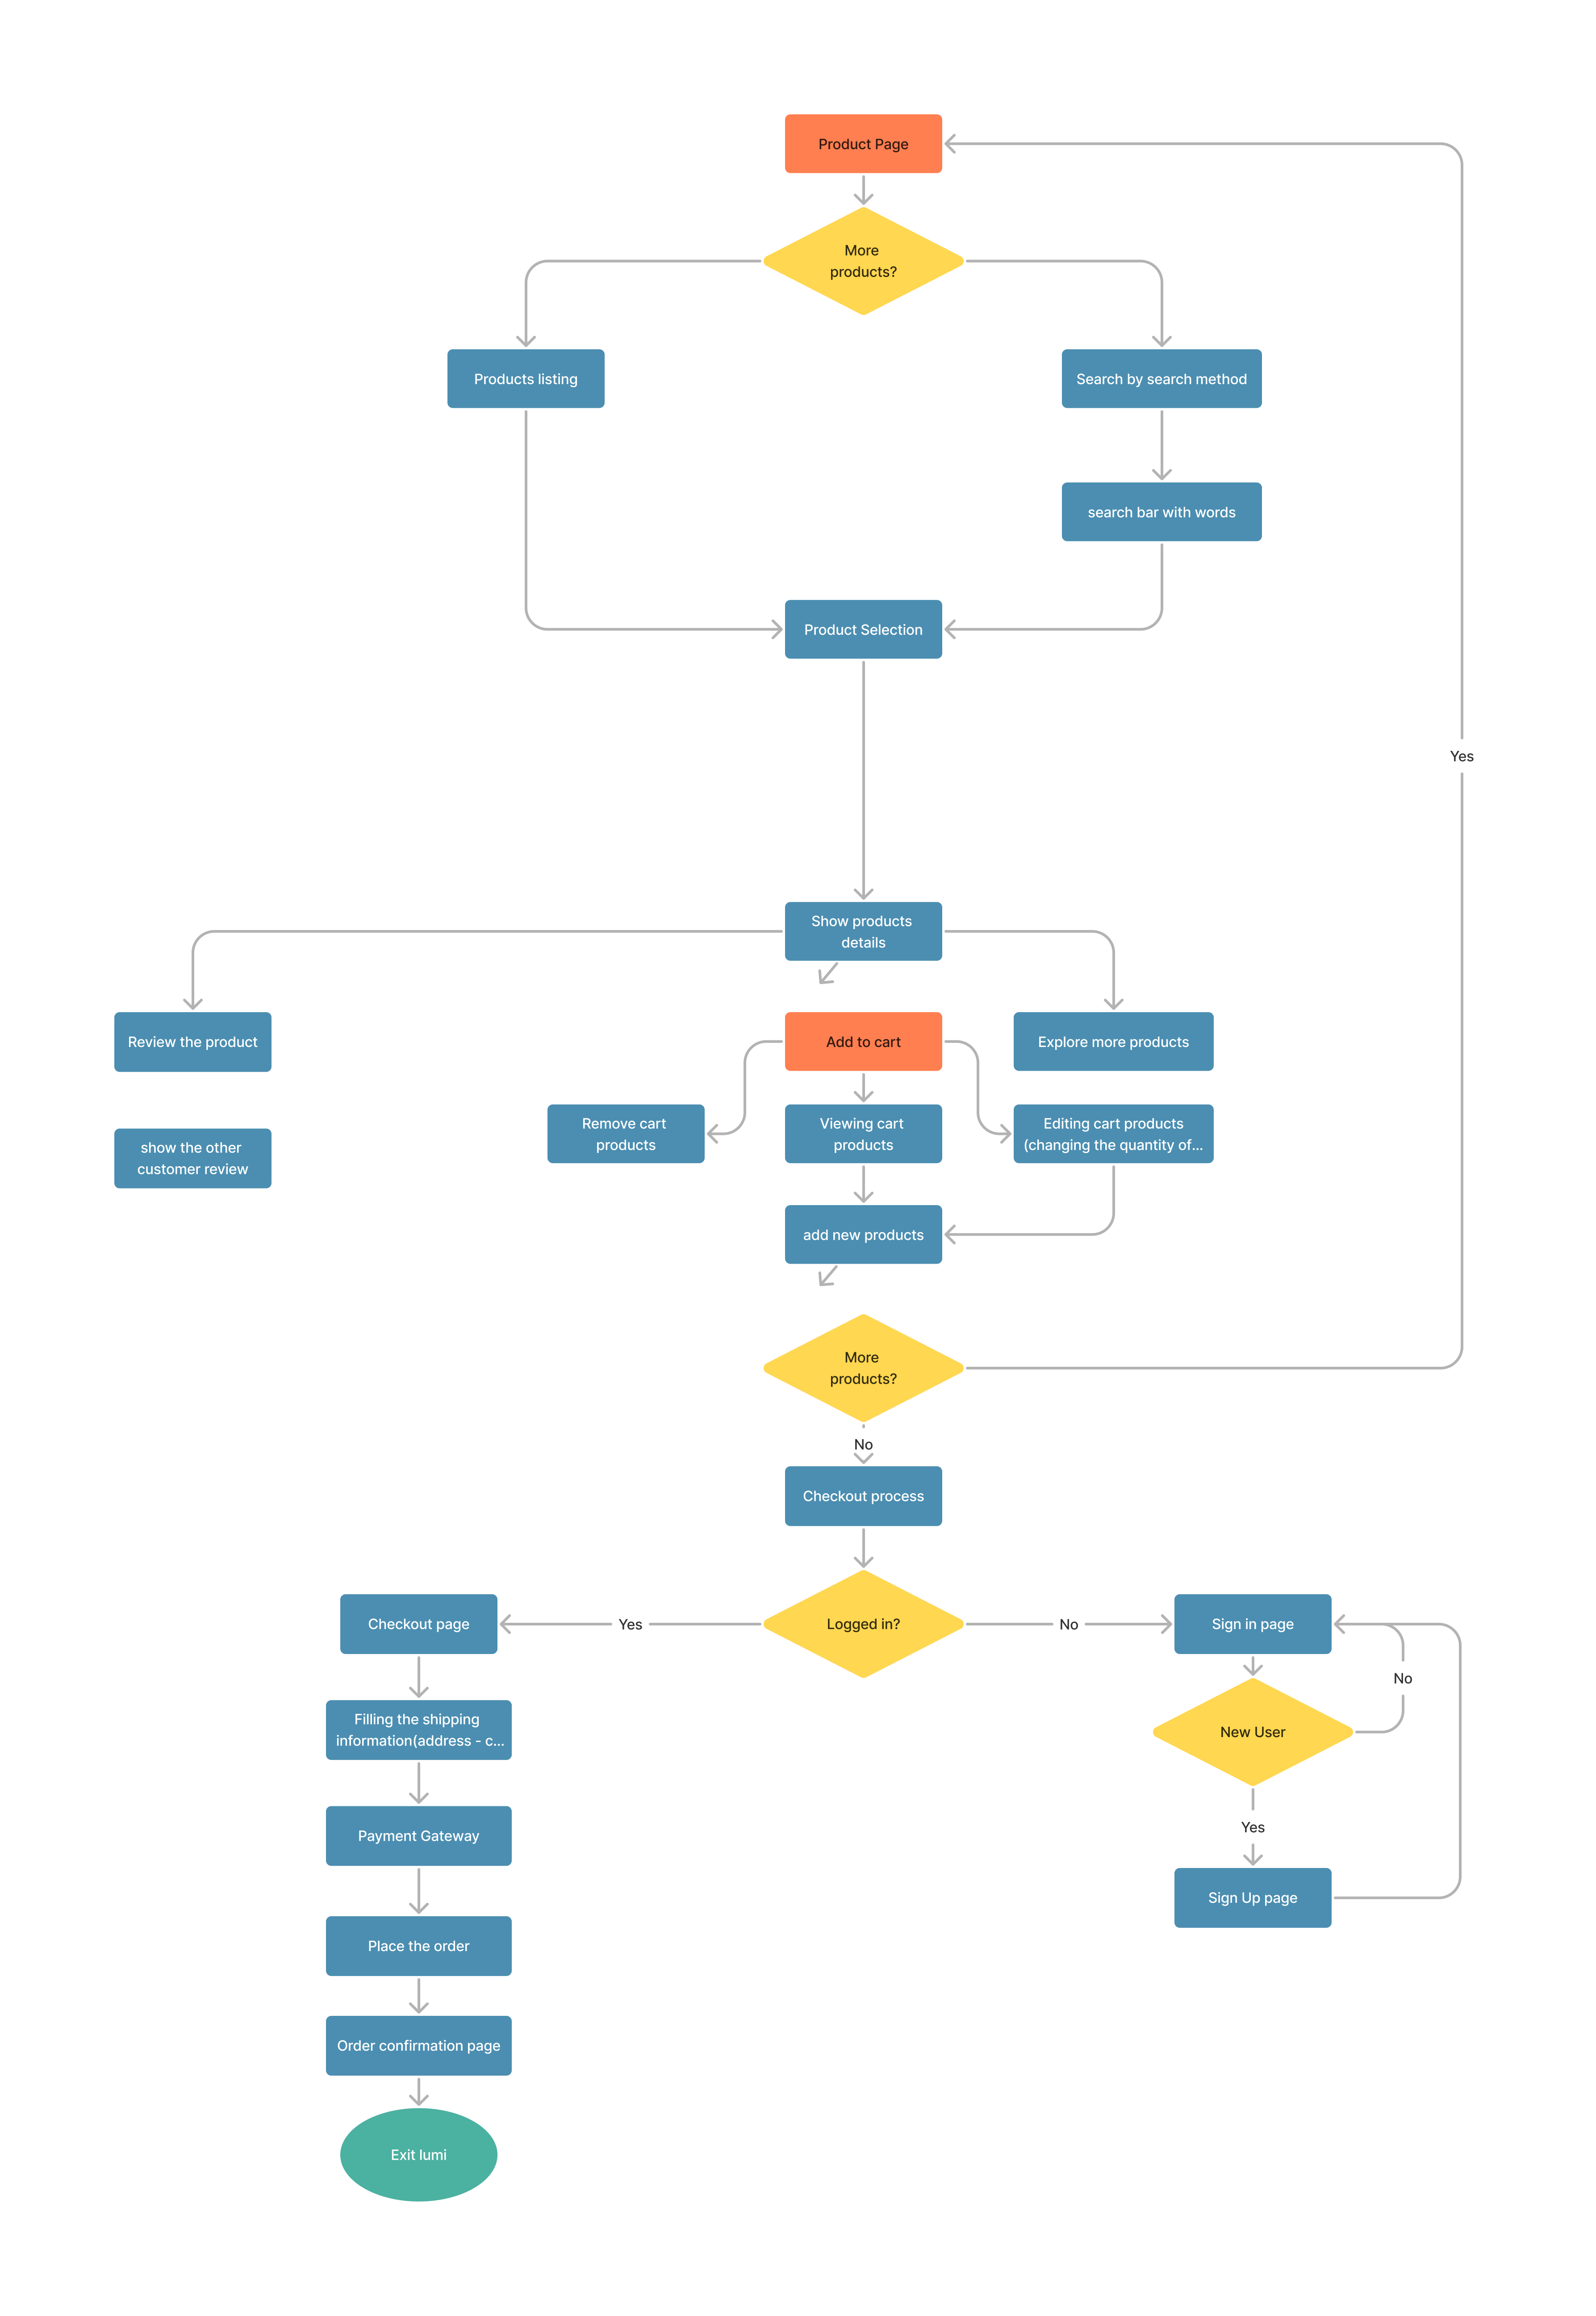 Product Page
More
products?
Products listing
Search by search method
search bar with words
Product Selection
Yes
Show products
details
Review the product
Add to cart
Explore more products
Remove cart
products
Viewing cart
products
Editing cart products
(changing the quantity of...
show the other
customer review
add new products
More
products?
No
Checkout process
Checkout page
Yes
Logged in?
No
Sign in page
No
Filling the shipping
information(address - c...
New User
Yes
Payment Gateway
Sign Up page
Place the order
Order confirmation page
Exit lumi